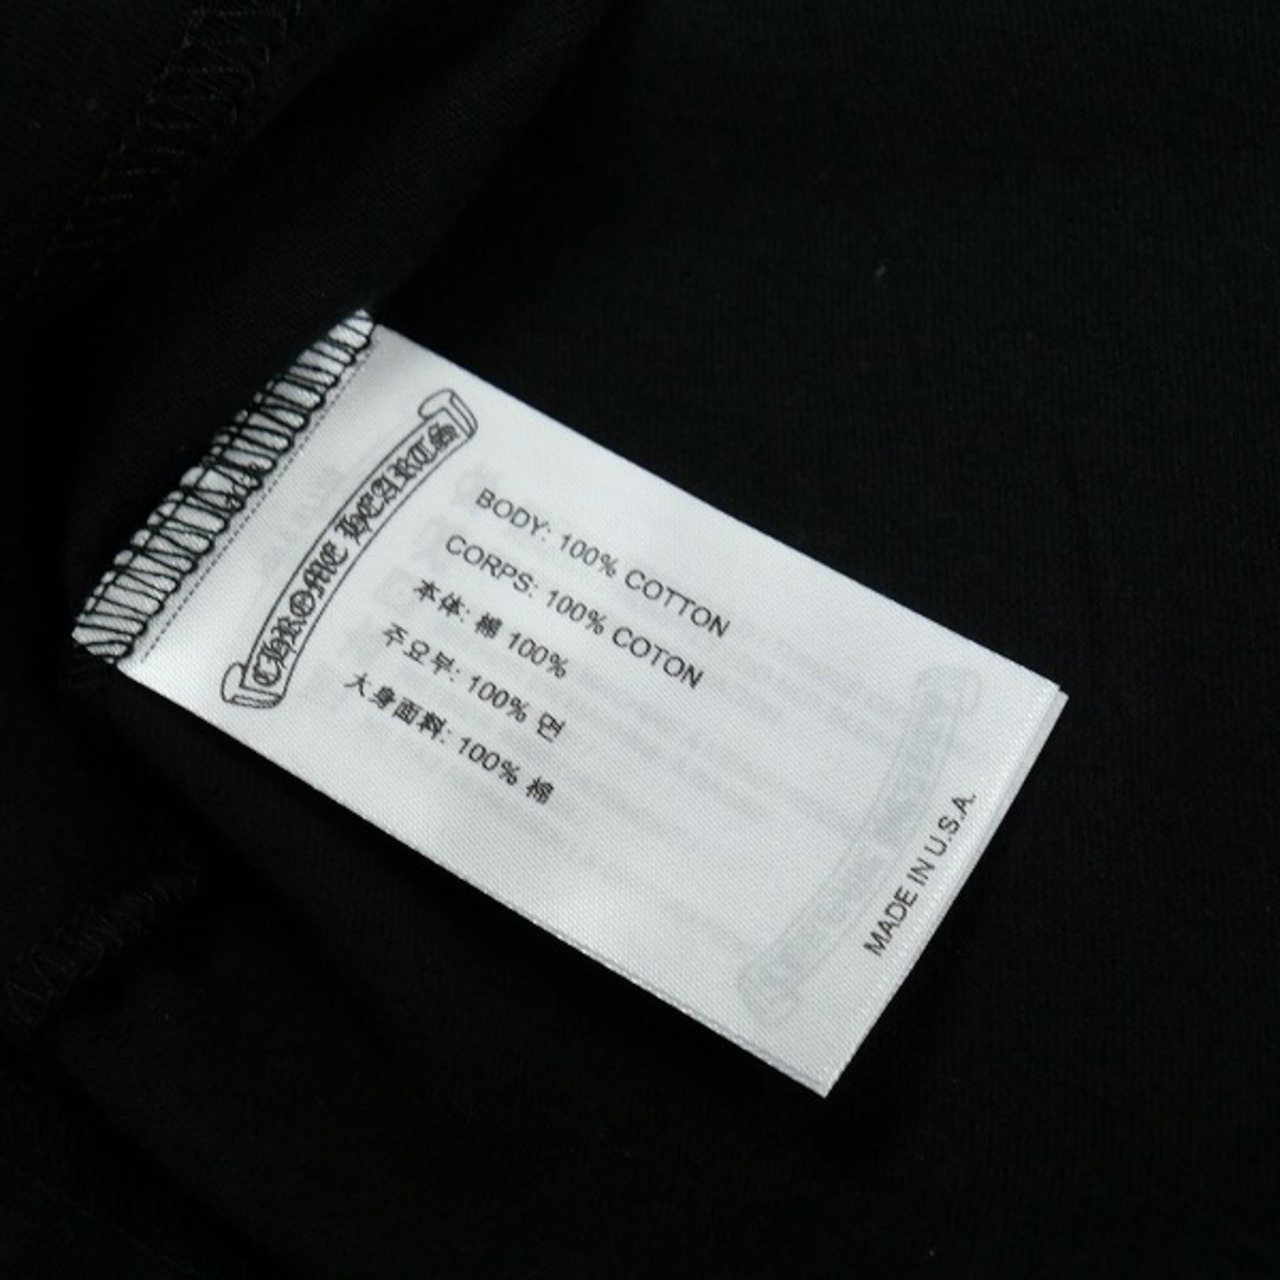 CHROME HEARTS
BODY: 100% COTTON
CORPS: 100% COTON
本体: 棉 100%
주요부: 100% 면
大身面料: 100% 棉
MADE IN U.S.A.